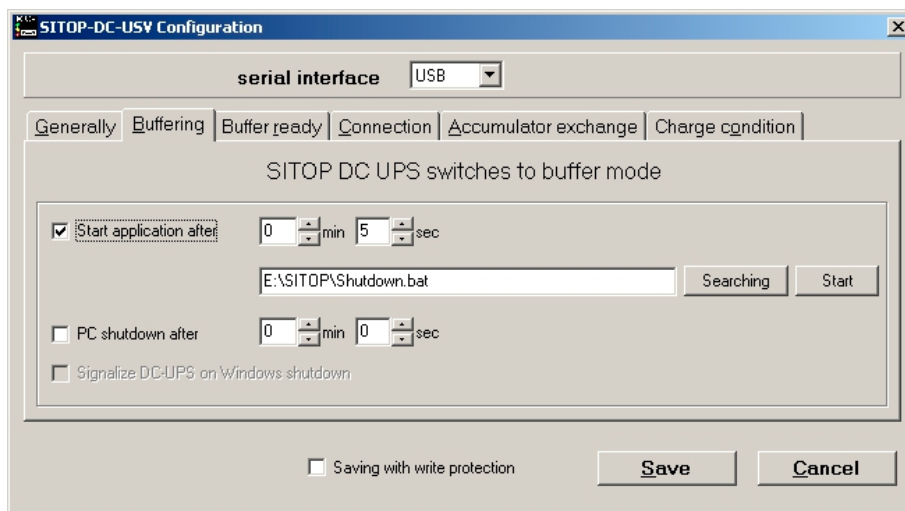 SITOP-DC-USV Configuration
serial interface USB
Generally Buffering Buffer ready Connection Accumulator exchange Charge condition
SITOP DC UPS switches to buffer mode
Start application after 0 min 5 sec
E:\SITOP\Shutdown.bat Searching Start
PC shutdown after 0 min 0 sec
Signalize DC-UPS on Windows shutdown
Saving with write protection Save Cancel